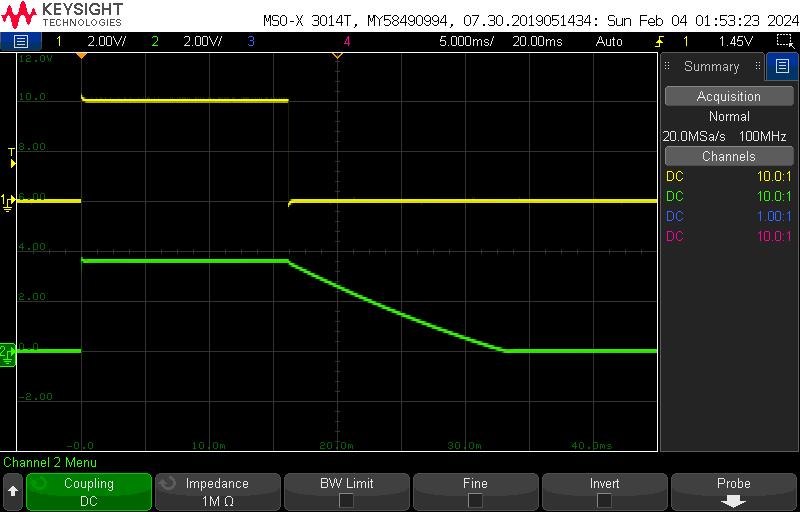 KEYSIGHT
TECHNOLOGIES
MSO-X 3014T, MY58490994, 07.30.2019051434: Sun Feb 04 01:53:23 2024
1 2.00V/ 2 2.00V/ 3 4 5.000ms/ 20.00ms Auto 1 1.45V
12.0V
10.0
8.00
6.00
4.00
2.00
0.0
-2.00
T
1
2
-0.0 10.0m 20.0m 30.0m 40.0ms
Summary
Acquisition
Normal
20.0MSa/s 100MHz
Channels
DC 10.0:1
DC 10.0:1
DC 1.00:1
DC 10.0:1
Channel 2 Menu
Coupling
DC
Impedance
1M Ω
BW Limit
Fine
Invert
Probe